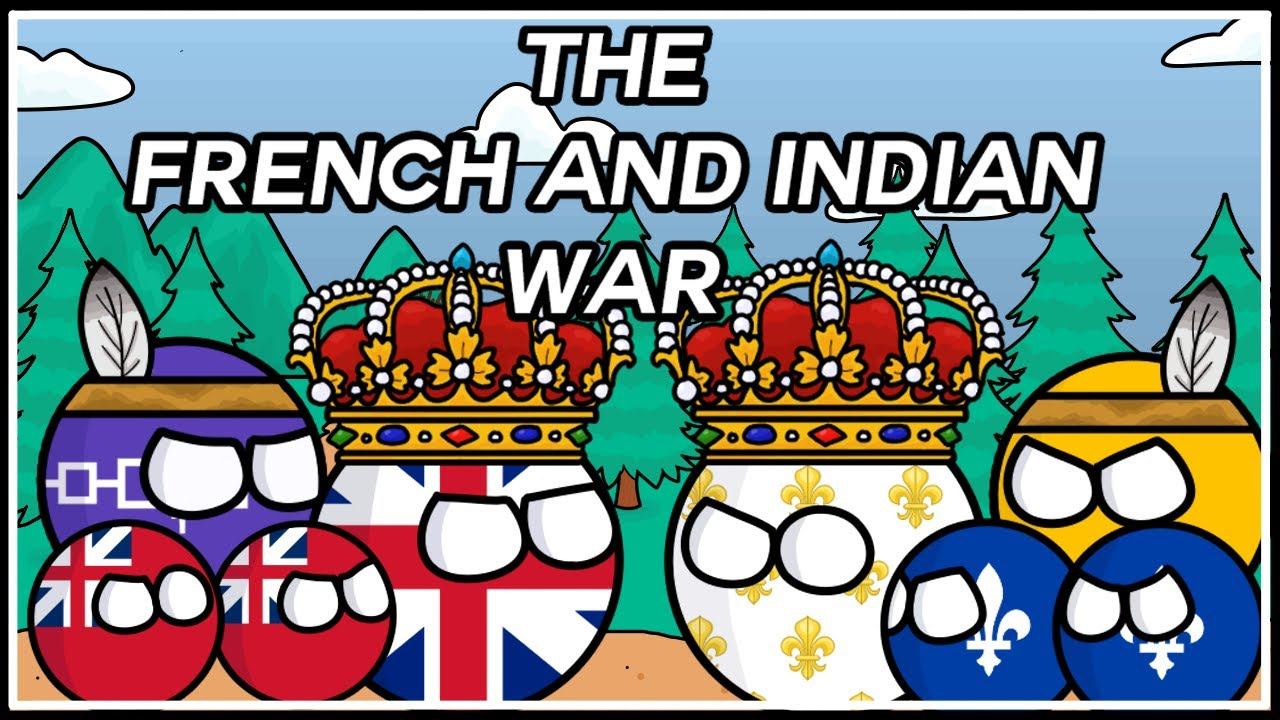 THE
FRENCH AND INDIAN
WAR